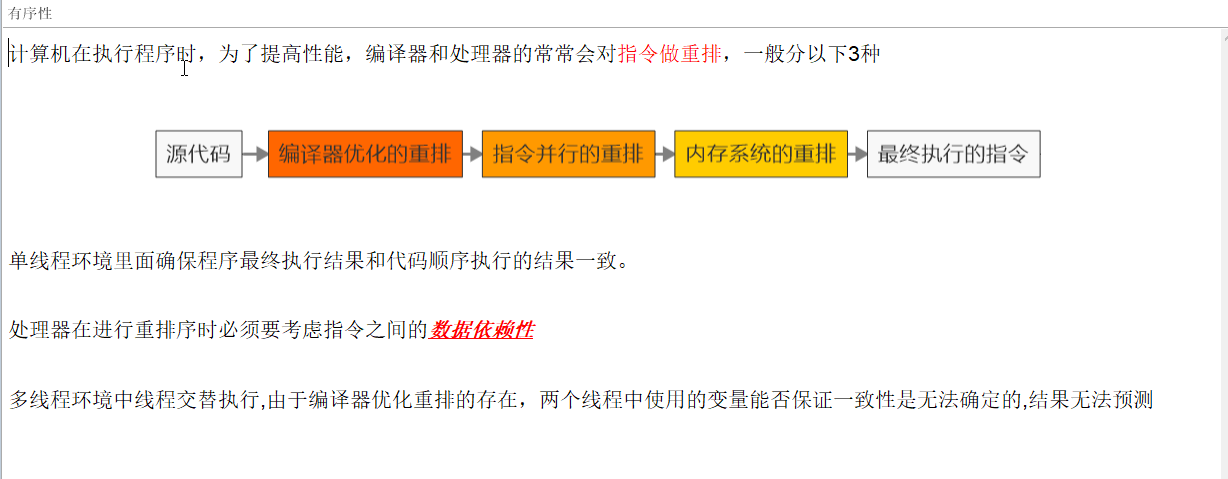 有序性
计算机在执行程序时，为了提高性能，编译器和处理器的常常会对指令做重排，一般分以下3种
源代码 编译器优化的重排 指令并行的重排 内存系统的重排 最终执行的指令
单线程环境里面确保程序最终执行结果和代码顺序执行的结果一致。
处理器在进行重排序时必须要考虑指令之间的数据依赖性
多线程环境中线程交替执行,由于编译器优化重排的存在，两个线程中使用的变量能否保证一致性是无法确定的,结果无法预测